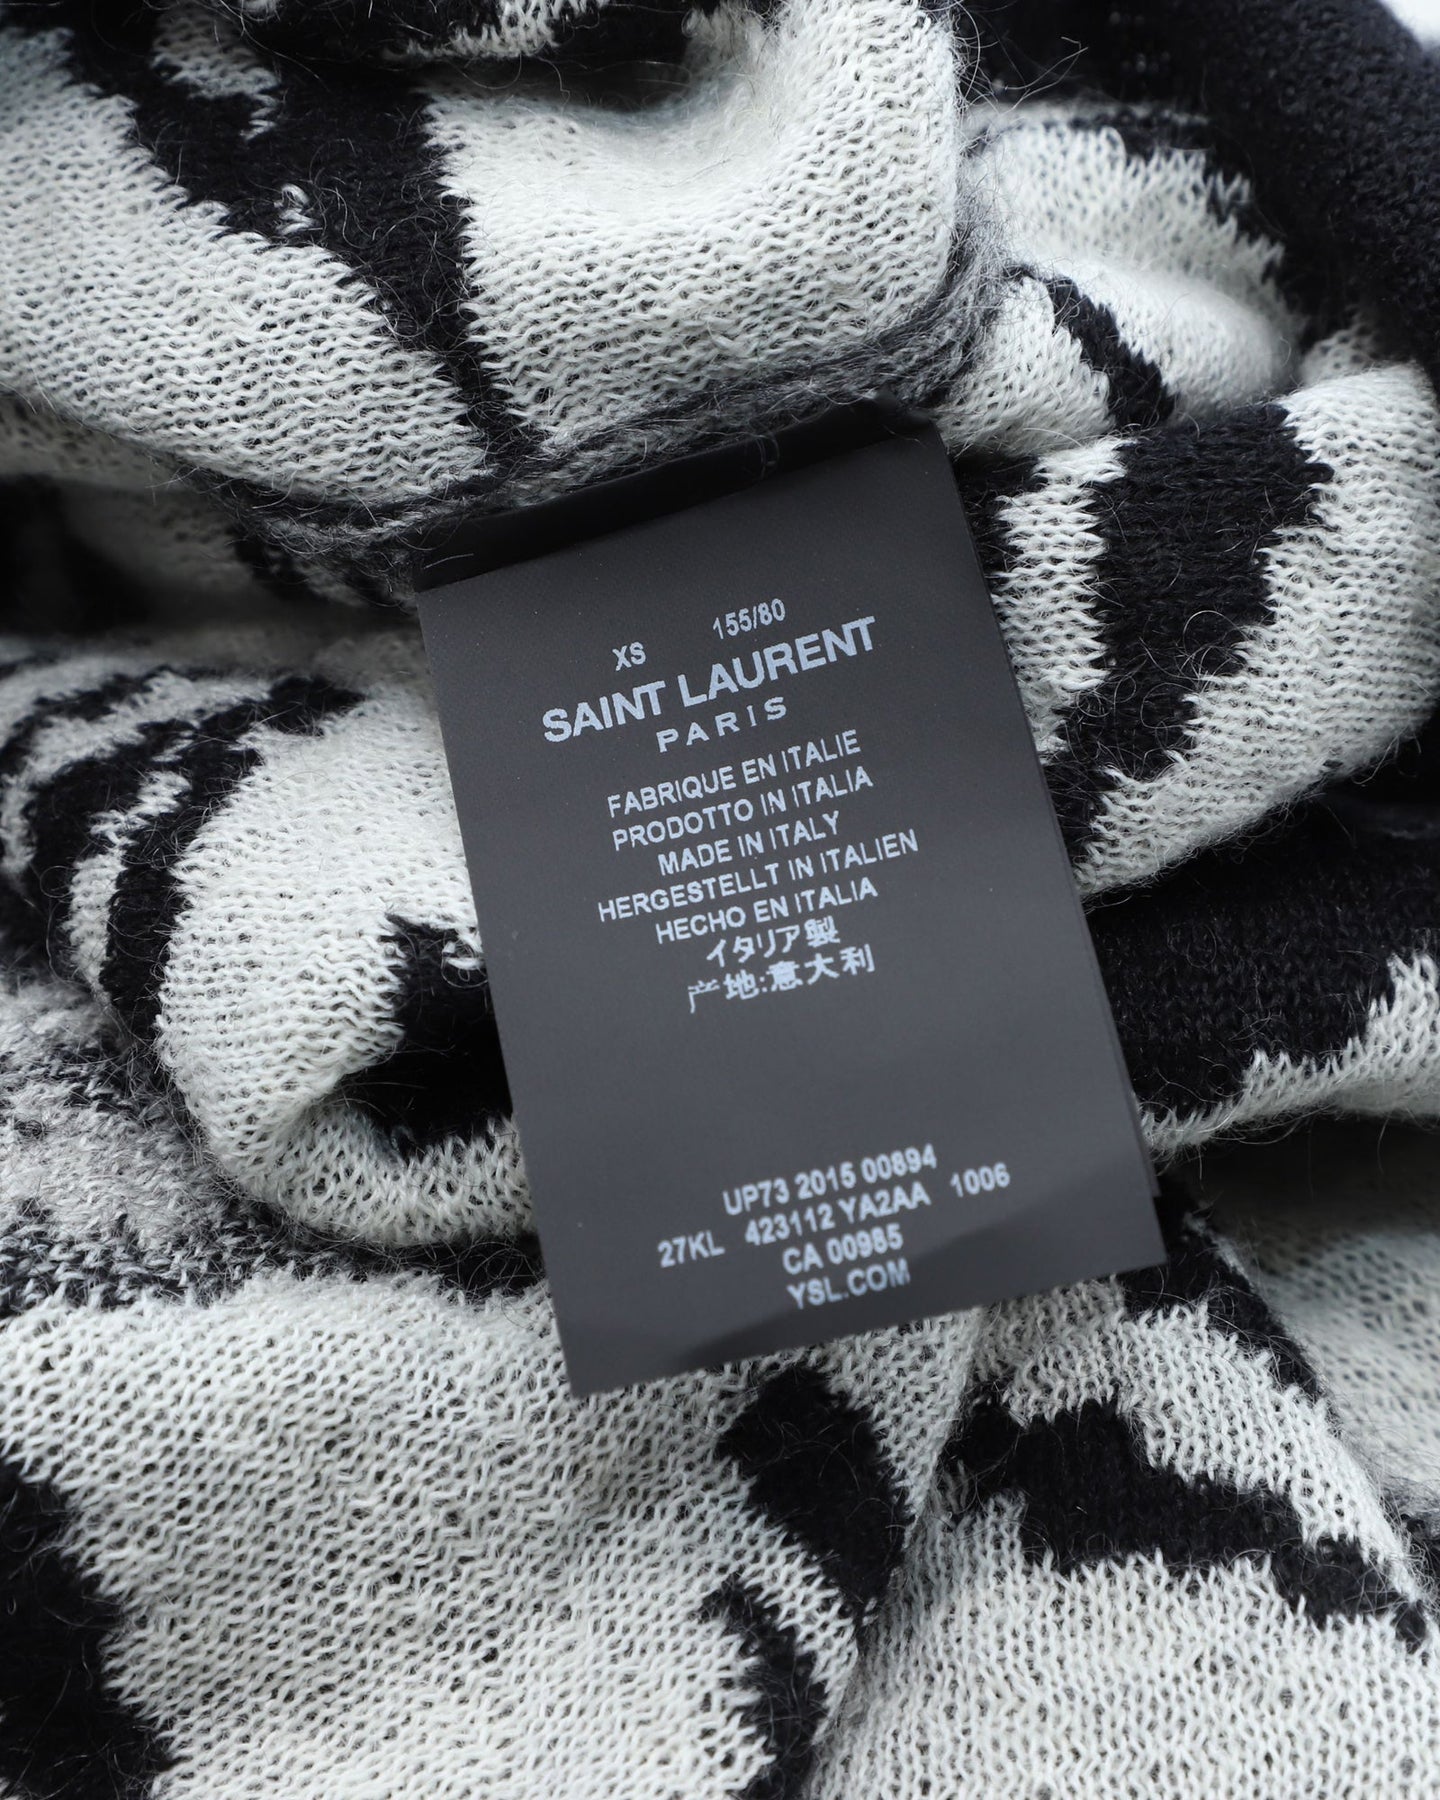 XS 155/80
SAINT LAURENT
PARIS
FABRIQUE EN ITALIE
PRODOTTO IN ITALIA
MADE IN ITALY
HERGESTELLT IN ITALIEN
HECHO EN ITALIA
イタリア製
产地:意大利
UP73 2015 00894
27KL 423112 YA2AA 1006
CA 00985
YSL.COM